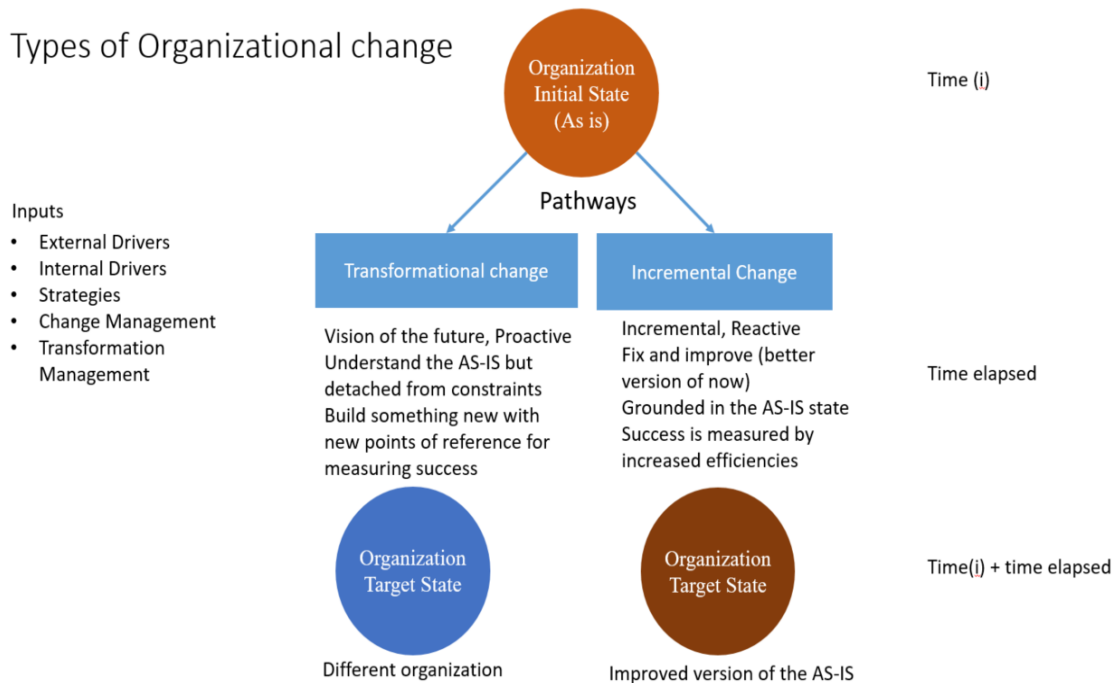 Types of Organizational change
Organization
Initial State
(As is)
Time (i)
Pathways
Inputs
• External Drivers
• Internal Drivers
• Strategies
• Change Management
• Transformation
Management
Transformational change
Incremental Change
Vision of the future, Proactive
Understand the AS-IS but
detached from constraints
Build something new with
new points of reference for
measuring success
Incremental, Reactive
Fix and improve (better
version of now)
Grounded in the AS-IS state
Success is measured by
increased efficiencies
Time elapsed
Organization
Target State
Organization
Target State
Time(i) + time elapsed
Different organization
Improved version of the AS-IS